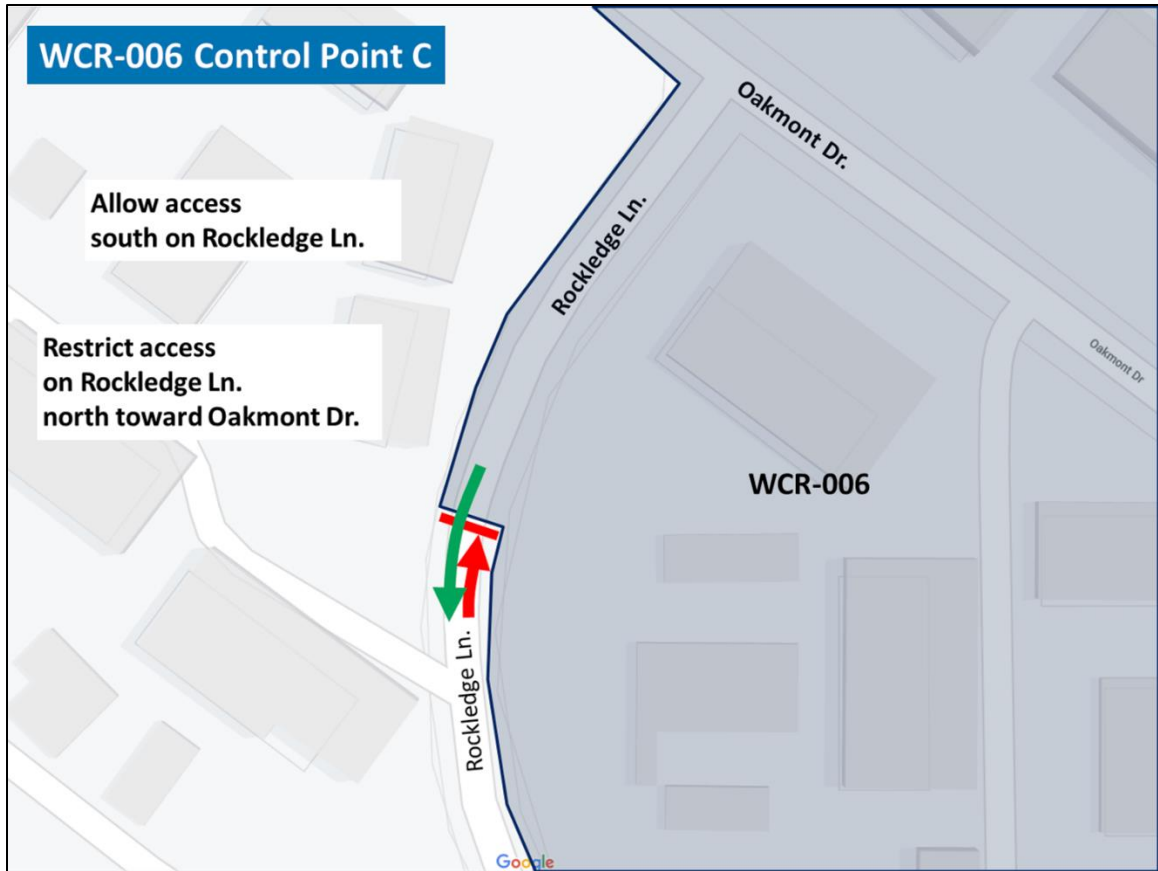 WCR-006 Control Point C
Oakmont Dr.
Allow access
south on Rockledge Ln.
Rockledge Ln.
Restrict access
on Rockledge Ln.
north toward Oakmont Dr.
Oakmont Dr
WCR-006
Rockledge Ln.
Google